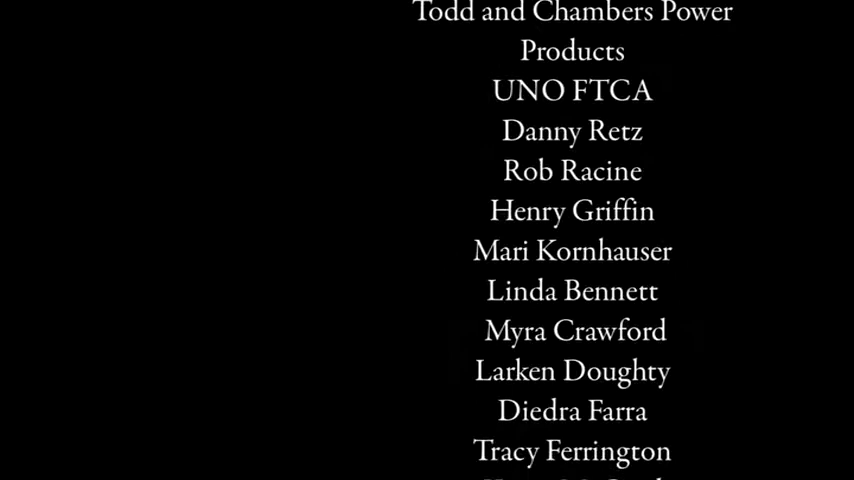 Todd and Chambers Power
Products
UNO FTCA
Danny Retz
Rob Racine
Henry Griffin
Mari Kornhauser
Linda Bennett
Myra Crawford
Larken Doughty
Diedra Farra
Tracy Ferrington